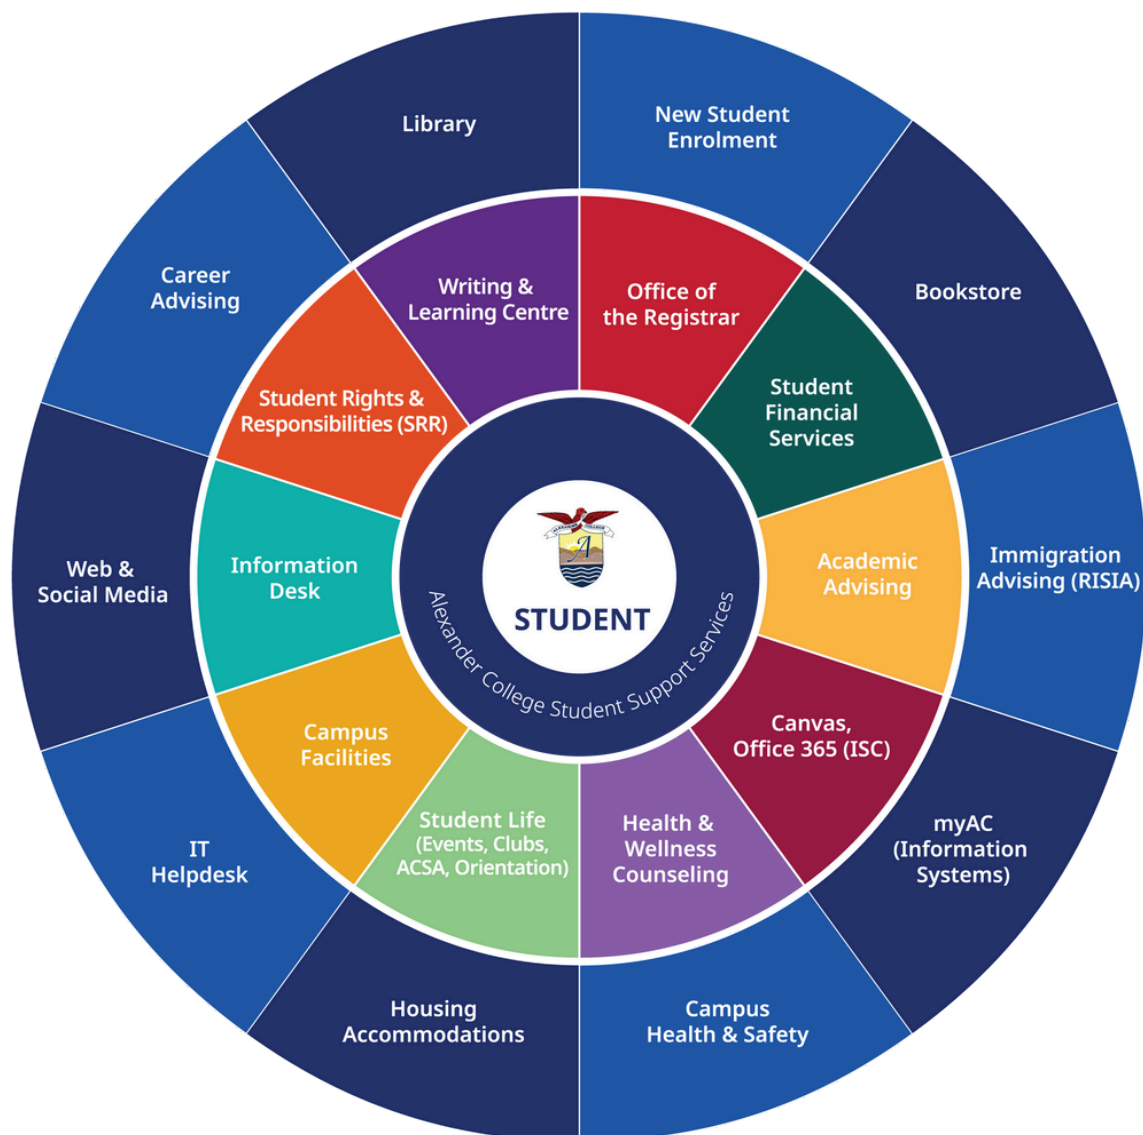 Library
New Student
Enrolment
Career
Advising
Bookstore
Writing &
Learning Centre
Office of
the Registrar
Student Rights &
Responsibilities (SRR)
Student
Financial
Services
Web &
Social Media
Information
Desk
ALEXANDER COLLEGE
A
STUDENT
Alexander College Student Support Services
Academic
Advising
Immigration
Advising (RISIA)
Campus
Facilities
Canvas,
Office 365 (ISC)
IT
Helpdesk
Student Life
(Events, Clubs,
ACSA, Orientation)
Health &
Wellness
Counseling
myAC
(Information
Systems)
Housing
Accommodations
Campus
Health & Safety